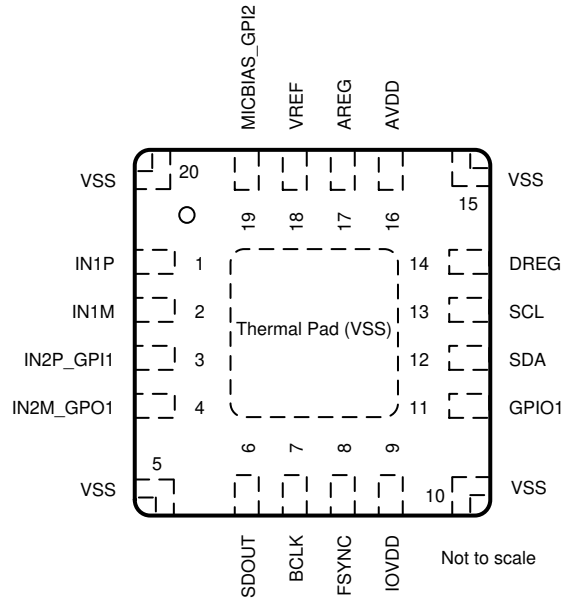 MICBIAS_GPI2
VREF
AREG
AVDD
VSS
20
19
18
17
16
15
VSS
IN1P
1
14
DREG
IN1M
2
13
SCL
Thermal Pad (VSS)
IN2P_GPI1
3
12
SDA
IN2M_GPO1
4
11
GPIO1
VSS
5
6
7
8
9
10
VSS
SDOUT
BCLK
FSYNC
IOVDD
Not to scale